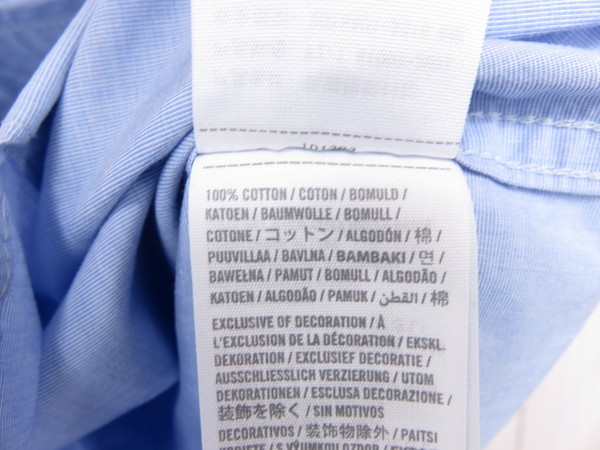 100% COTTON / COTON / BOMULD /
KATOEN / BAUMWOLLE / BOMULL /
COTONE / コットン / ALGODÓN / 棉 /
PUUVILLAA / BAVLNA / BAMBAKI / 면 /
BAWEŁNA / PAMUT / BOMULL / ALGODÃO /
KATOEN / ALGODÃO / PAMUK / القطن / 棉
EXCLUSIVE OF DECORATION / À
L'EXCLUSION DE LA DÉCORATION / EKSKL.
DEKORATION / EXCLUSIEF DECORATIE /
AUSSCHLIESSLICH VERZIERUNG / UTOM
DEKORATIONEN / ESCLUSA DECORAZIONE /
装飾を除く / SIN MOTIVOS
DECORATIVOS / 装饰物除外 / PAITSI